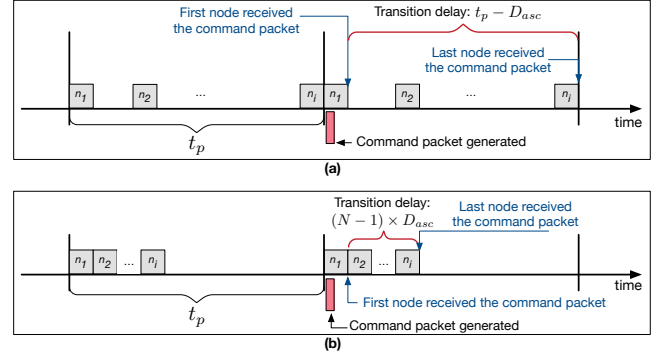 First node received
the command packet
Transition delay: t_p − D_asc
Last node received
the command packet
n_1 n_2 ... n_i n_1 n_2 ... n_i
time
t_p
Command packet generated
(a)
Transition delay:
(N − 1) × D_asc
Last node received
the command packet
n_1 n_2 ... n_i n_1 n_2 ... n_i
time
First node received the command packet
t_p
Command packet generated
(b)